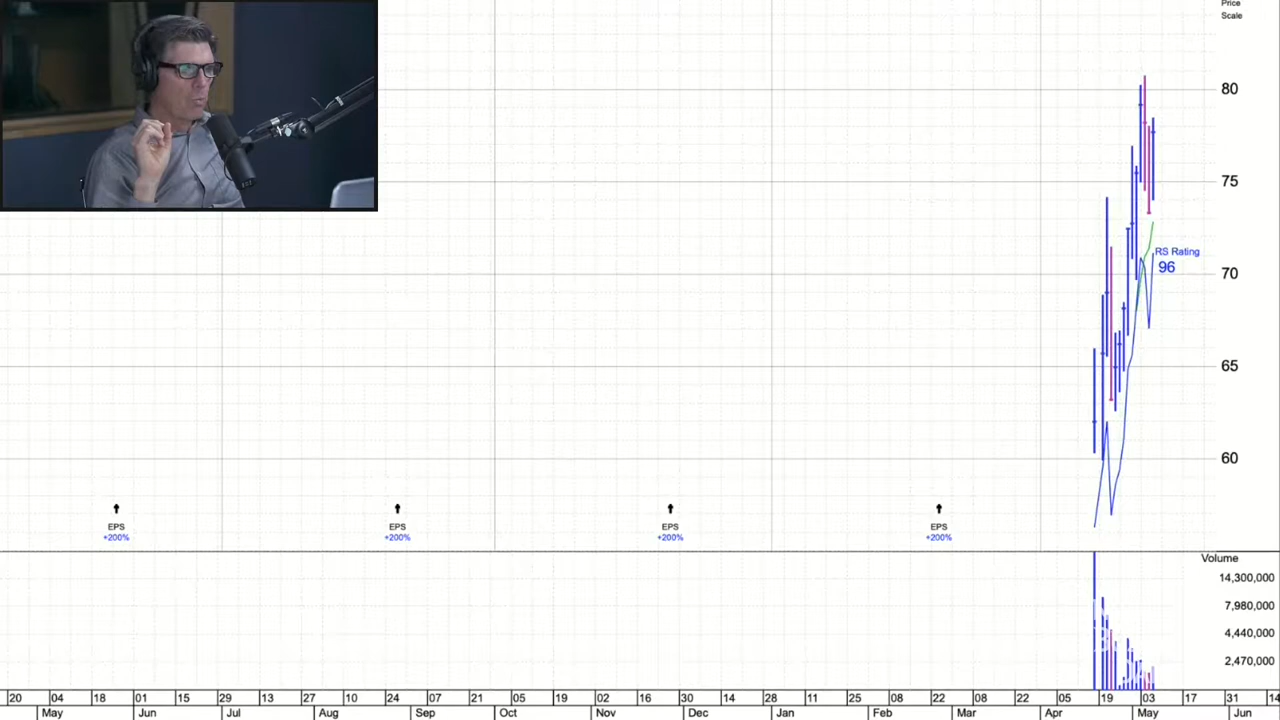 Price
Scale
80
75
RS Rating
96
70
65
60
EPS EPS EPS EPS
+200% +200% +200% +200%
Volume
14,300,000
7,980,000
4,440,000
2,470,000
20 04 18 01 15 29 13 27 10 24 07 21 05 19 02 16 30 14 28 11 25 08 22 08 22 05 19 03 17 31 14
May Jun Jul Aug Sep Oct Nov Dec Jan Feb Mar Apr May Jun